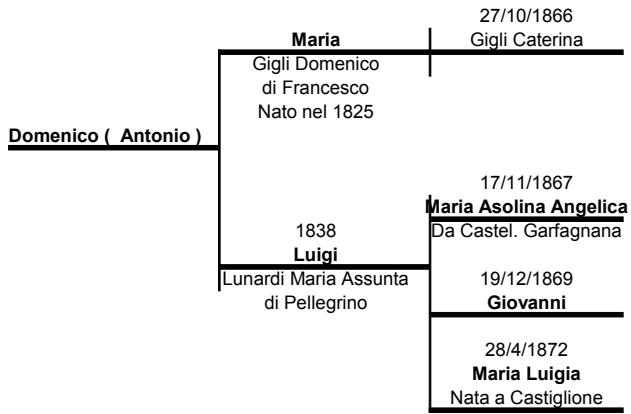 Domenico ( Antonio )
Maria
Gigli Domenico
di Francesco
Nato nel 1825
27/10/1866
Gigli Caterina
1838
Luigi
Lunardi Maria Assunta
di Pellegrino
17/11/1867
Maria Asolina Angelica
Da Castel. Garfagnana
19/12/1869
Giovanni
28/4/1872
Maria Luigia
Nata a Castiglione